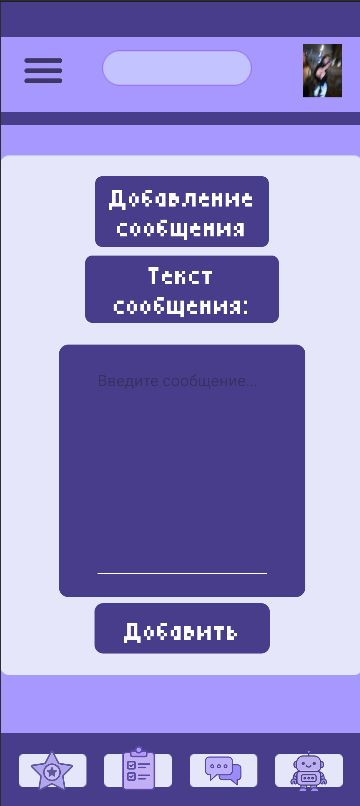 Добавление
сообщения
Текст
сообщения:
Введите сообщение...
Добавить